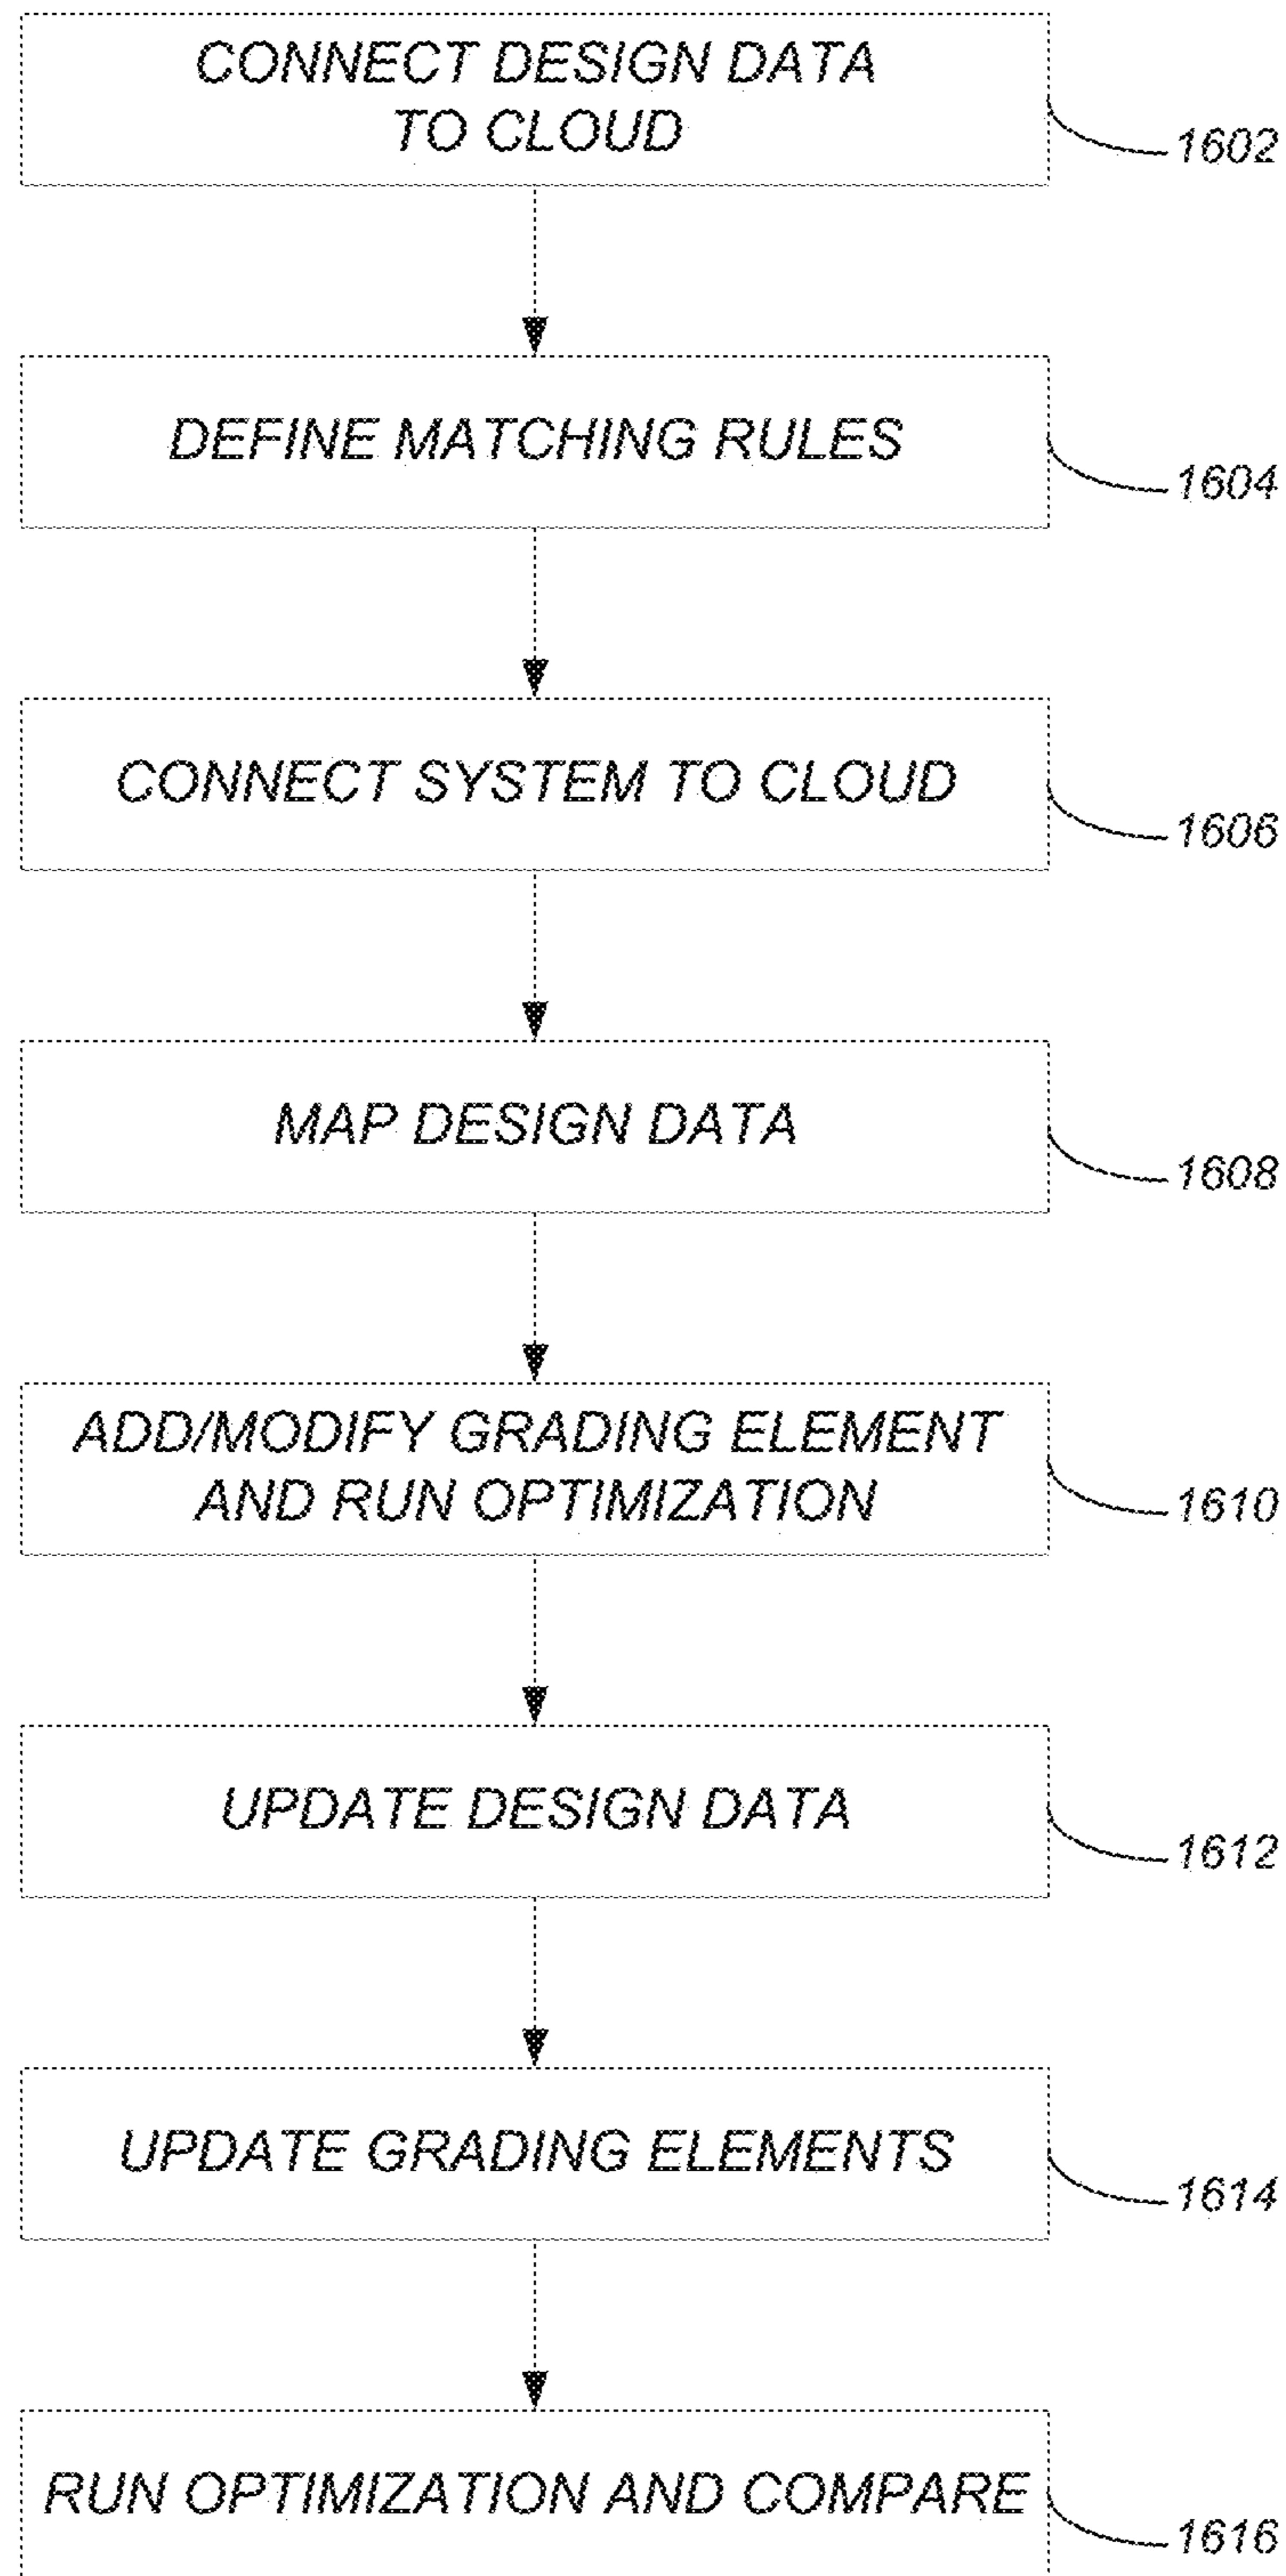 CONNECT DESIGN DATA
TO CLOUD
1602
DEFINE MATCHING RULES
1604
CONNECT SYSTEM TO CLOUD
1606
MAP DESIGN DATA
1608
ADD/MODIFY GRADING ELEMENT
AND RUN OPTIMIZATION
1610
UPDATE DESIGN DATA
1612
UPDATE GRADING ELEMENTS
1614
RUN OPTIMIZATION AND COMPARE
1616